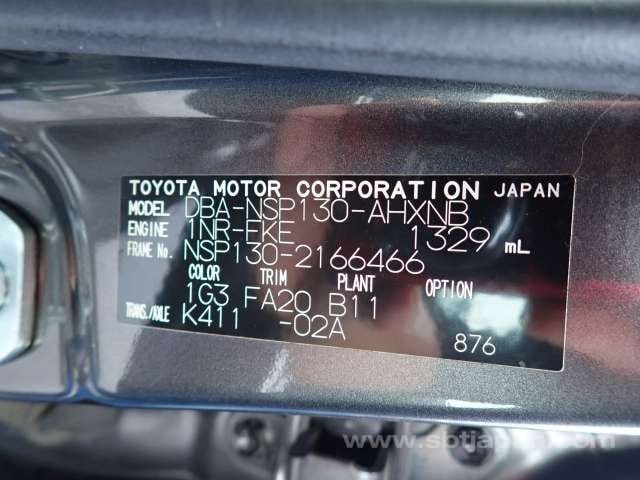 TOYOTA MOTOR CORPORATION JAPAN
MODEL DBA-NSP130-AHXNB
ENGINE 1NR-FKE 1329 mL
FRAME No. NSP130-2166466
COLOR TRIM PLANT OPTION
1G3 FA20 B11
TRANS./AXLE K411 -02A
876
www.sbtjapan.com